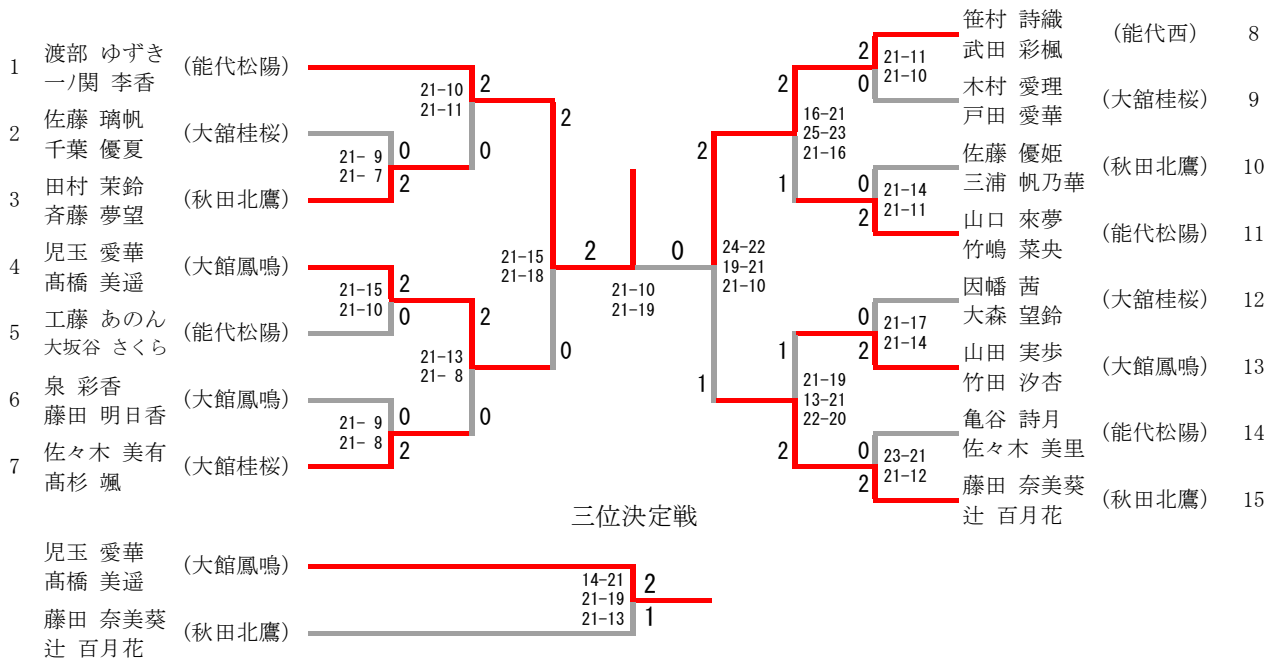 1 渡部 ゆずき
一ノ関 李香 (能代松陽)
2 佐藤 璃帆
千葉 優夏 (大舘桂桜)
3 田村 茉鈴
斉藤 夢望 (秋田北鷹)
4 児玉 愛華
髙橋 美遥 (大館鳳鳴)
5 工藤 あのん
大坂谷 さくら (能代松陽)
6 泉 彩香
藤田 明日香 (大館鳳鳴)
7 佐々木 美有
髙杉 颯 (大館桂桜)
21- 9
21- 7
0
2
21-15
21-10
2
0
21- 9
21- 8
0
2
21-10
21-11
2
0
21-13
21- 8
2
0
21-15
21-18
2
0
2
0
21-10
21-19
24-22
19-21
21-10
2
1
16-21
25-23
21-16
2
1
21-19
13-21
22-20
1
2
21-11
21-10
2
0
21-14
21-11
0
2
21-17
21-14
0
2
23-21
21-12
0
2
笹村 詩織
武田 彩楓 (能代西) 8
木村 愛理
戸田 愛華 (大舘桂桜) 9
佐藤 優姫
三浦 帆乃華 (秋田北鷹) 10
山口 來夢
竹嶋 菜央 (能代松陽) 11
因幡 茜
大森 望鈴 (大舘桂桜) 12
山田 実歩
竹田 汐杏 (大館鳳鳴) 13
亀谷 詩月
佐々木 美里 (能代松陽) 14
藤田 奈美葵
辻 百月花 (秋田北鷹) 15
三位決定戦
児玉 愛華
髙橋 美遥 (大館鳳鳴)
藤田 奈美葵
辻 百月花 (秋田北鷹)
14-21
21-19
21-13
2
1